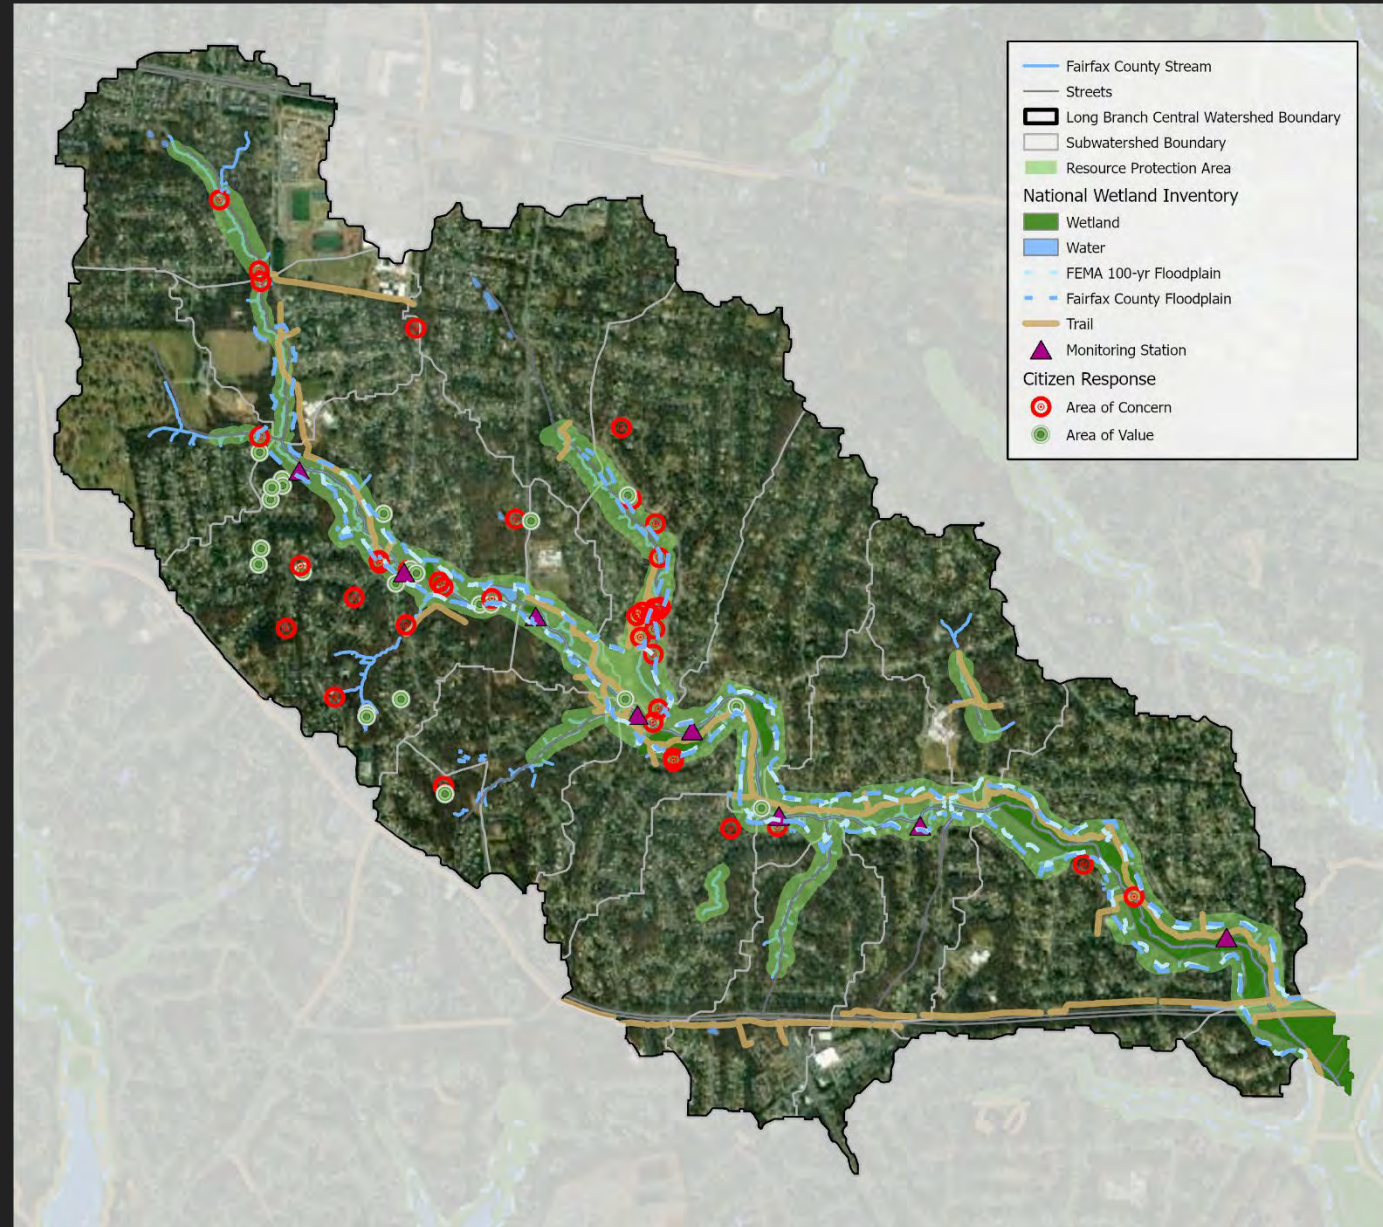 Fairfax County Stream
Streets
Long Branch Central Watershed Boundary
Subwatershed Boundary
Resource Protection Area
National Wetland Inventory
Wetland
Water
FEMA 100-yr Floodplain
Fairfax County Floodplain
Trail
Monitoring Station
Citizen Response
Area of Concern
Area of Value